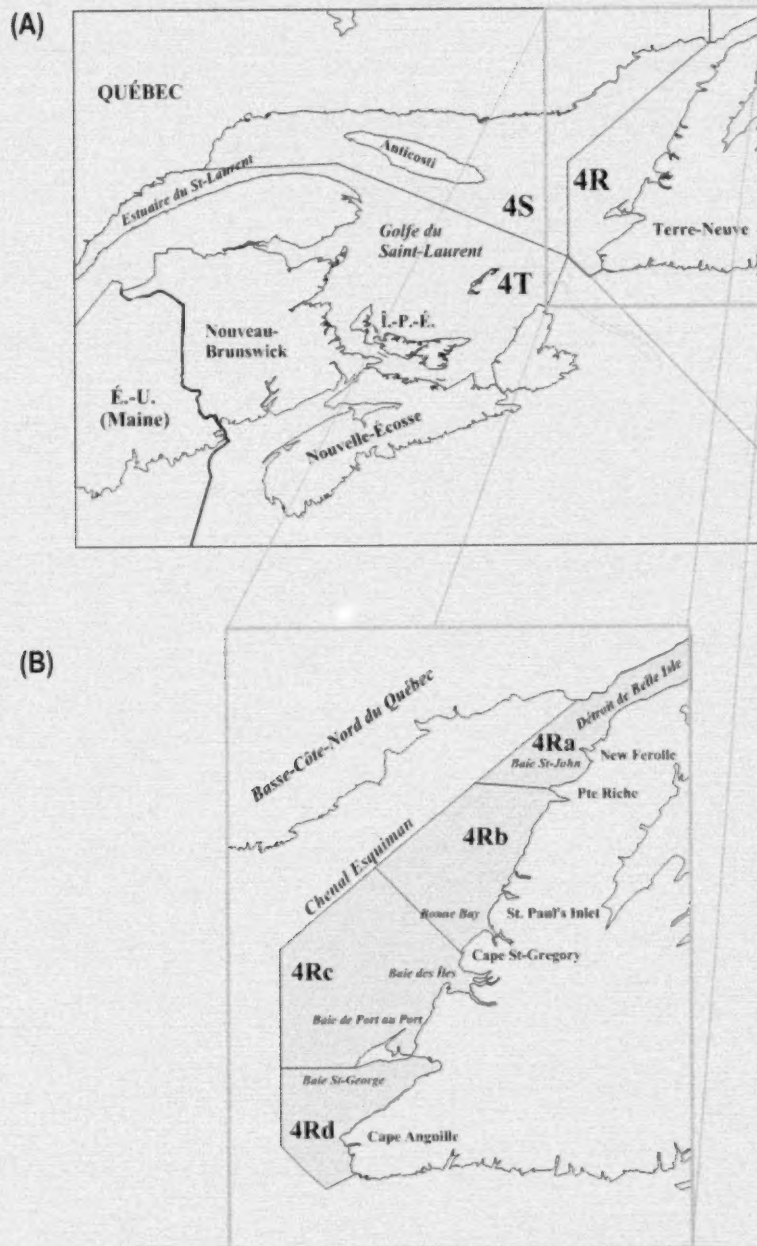 (A)
QUÉBEC
Anticosti
Estuaire du St-Laurent
4S
4R
Golfe du
Saint-Laurent
Terre-Neuve
4T
Î.-P.-É.
Nouveau-
Brunswick
É.-U.
(Maine)
Nouvelle-Écosse
(B)
Basse-Côte-Nord du Québec
Détroit de Belle Isle
4Ra
Baie St-John
New Ferolle
Pte Riche
4Rb
Chenal Esquiman
Bonne Bay
St. Paul's Inlet
Cape St-Gregory
4Rc
Baie des Îles
Baie de Port au Port
Baie St-George
4Rd
Cape Anguille